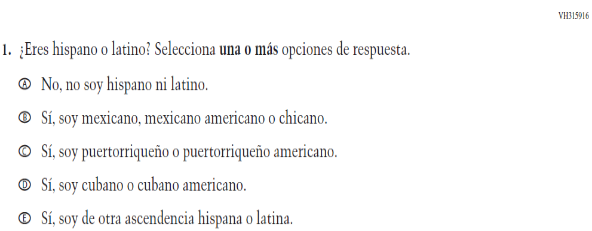 VH315916
1. ¿Eres hispano o latino? Selecciona una o más opciones de respuesta.
A No, no soy hispano ni latino.
B Sí, soy mexicano, mexicano americano o chicano.
C Sí, soy puertorriqueño o puertorriqueño americano.
D Sí, soy cubano o cubano americano.
E Sí, soy de otra ascendencia hispana o latina.